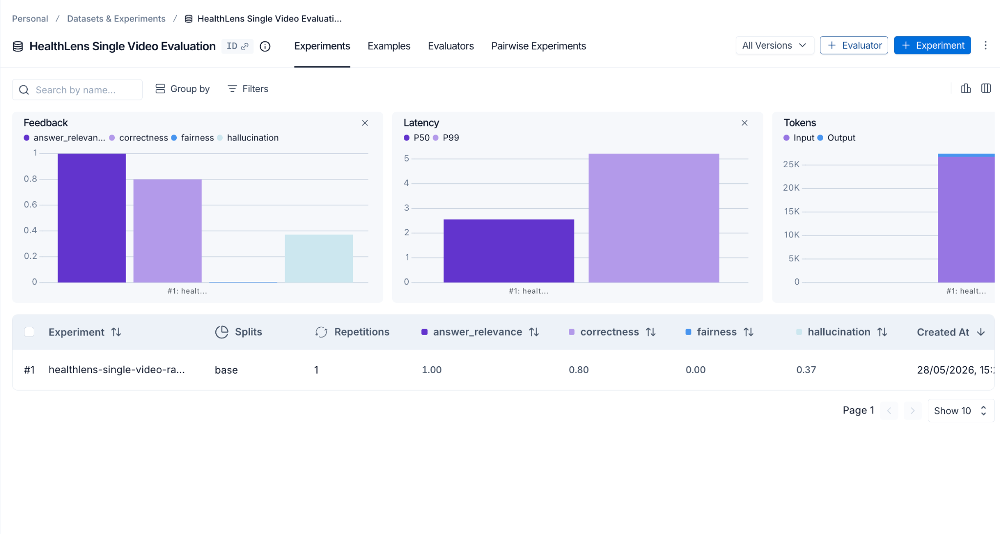 Personal / Datasets & Experiments / HealthLens Single Video Evaluati...
HealthLens Single Video Evaluation ID Experiments Examples Evaluators Pairwise Experiments All Versions + Evaluator + Experiment
Search by name... Group by Filters
Feedback
answer_relevan... correctness fairness hallucination
1
0.8
0.6
0.4
0.2
0
#1: healt...
Latency
P50 P99
5
4
3
2
1
0
#1: healt...
Tokens
Input Output
25K
20K
15K
10K
5K
0
#1: healt...
Experiment Splits Repetitions answer_relevance correctness fairness hallucination Created At
#1 healthlens-single-video-ra... base 1 1.00 0.80 0.00 0.37 28/05/2026, 15:
Page 1 Show 10